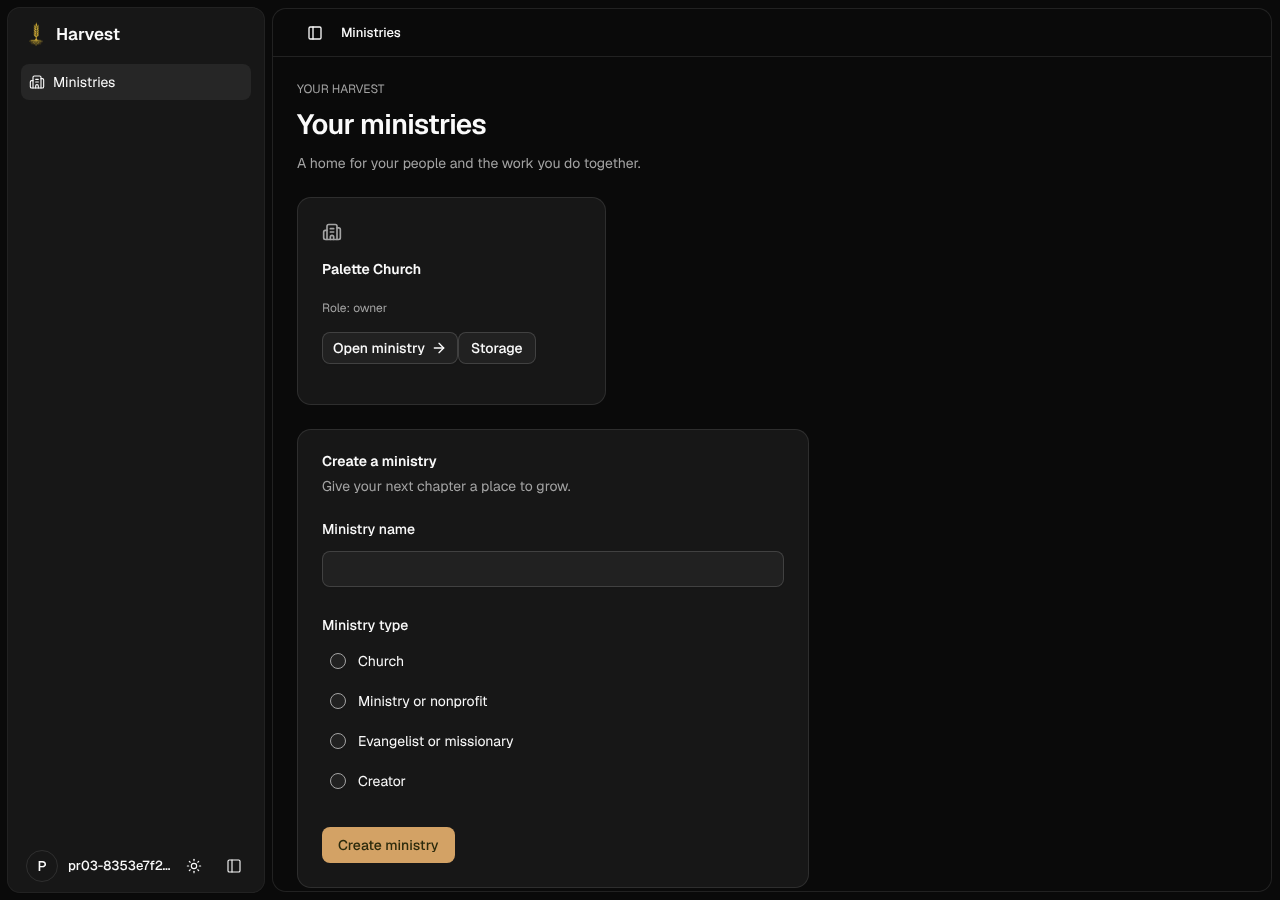 Harvest
Ministries
Ministries
YOUR HARVEST
Your ministries
A home for your people and the work you do together.
Palette Church
Role: owner
Open ministry → Storage
Create a ministry
Give your next chapter a place to grow.
Ministry name
Ministry type
Church
Ministry or nonprofit
Evangelist or missionary
Creator
Create ministry
P pr03-8353e7f2...